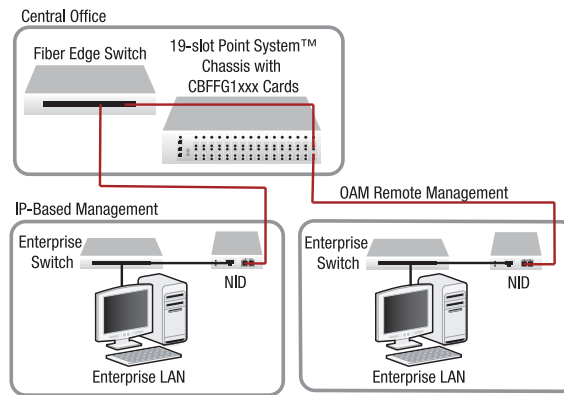 Central Office
Fiber Edge Switch
19-slot Point System™
Chassis with
CBFFG1xxx Cards
IP-Based Management
OAM Remote Management
Enterprise
Switch
NID
Enterprise LAN
Enterprise
Switch
NID
Enterprise LAN